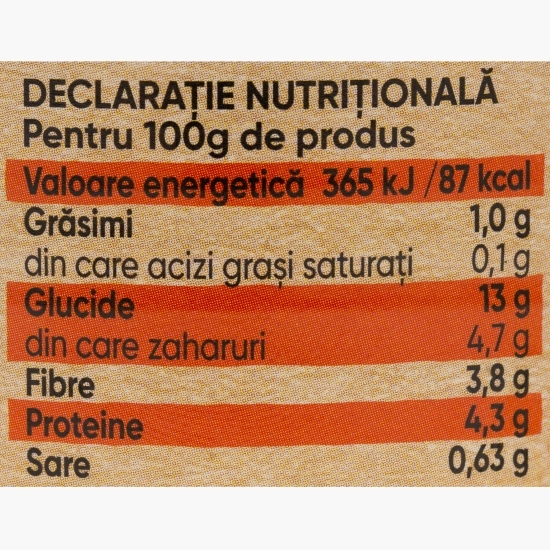 DECLARAȚIE NUTRIȚIONALĂ
Pentru 100g de produs
Valoare energetică 365 kJ /87 kcal
Grăsimi 1,0 g
din care acizi grași saturați 0,1 g
Glucide 13 g
din care zaharuri 4,7 g
Fibre 3,8 g
Proteine 4,3 g
Sare 0,63 g